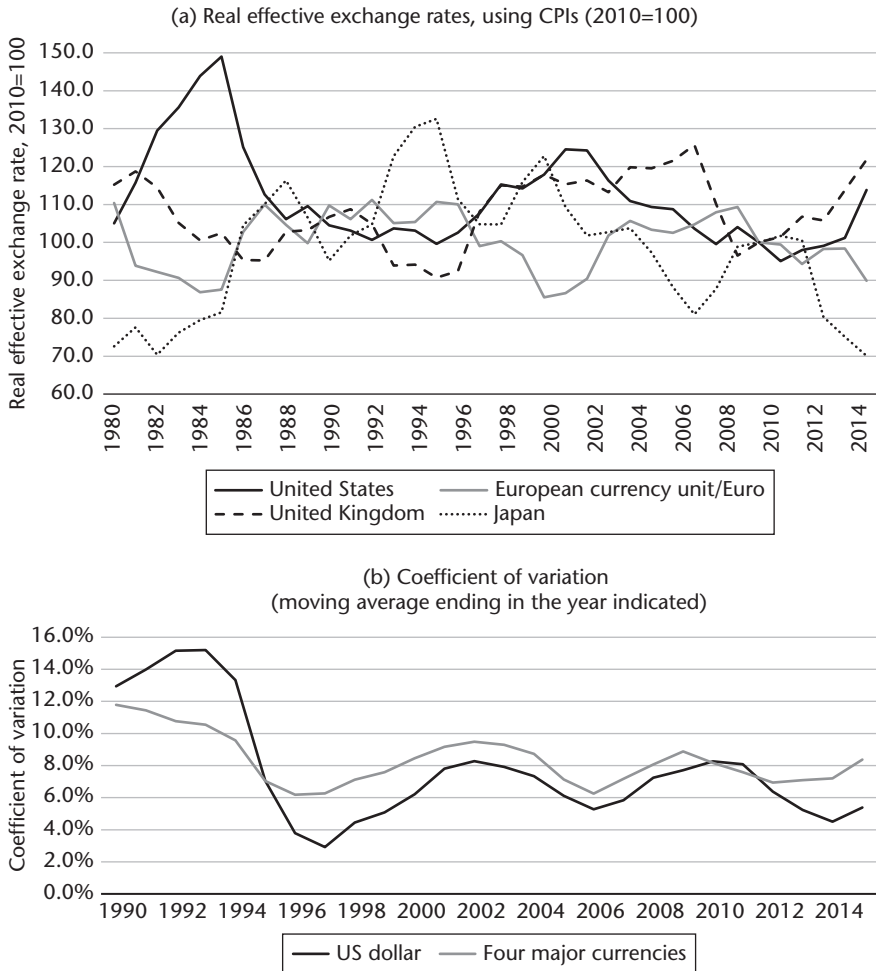 (a) Real effective exchange rates, using CPIs (2010=100)
Real effective exchange rate, 2010=100
150.0
140.0
130.0
120.0
110.0
100.0
90.0
80.0
70.0
60.0
1980 1982 1984 1986 1988 1990 1992 1994 1996 1998 2000 2002 2004 2006 2008 2010 2012 2014
United States European currency unit/Euro
United Kingdom Japan
(b) Coefficient of variation
(moving average ending in the year indicated)
Coefficient of variation
16.0%
14.0%
12.0%
10.0%
8.0%
6.0%
4.0%
2.0%
0.0%
1990 1992 1994 1996 1998 2000 2002 2004 2006 2008 2010 2012 2014
US dollar Four major currencies